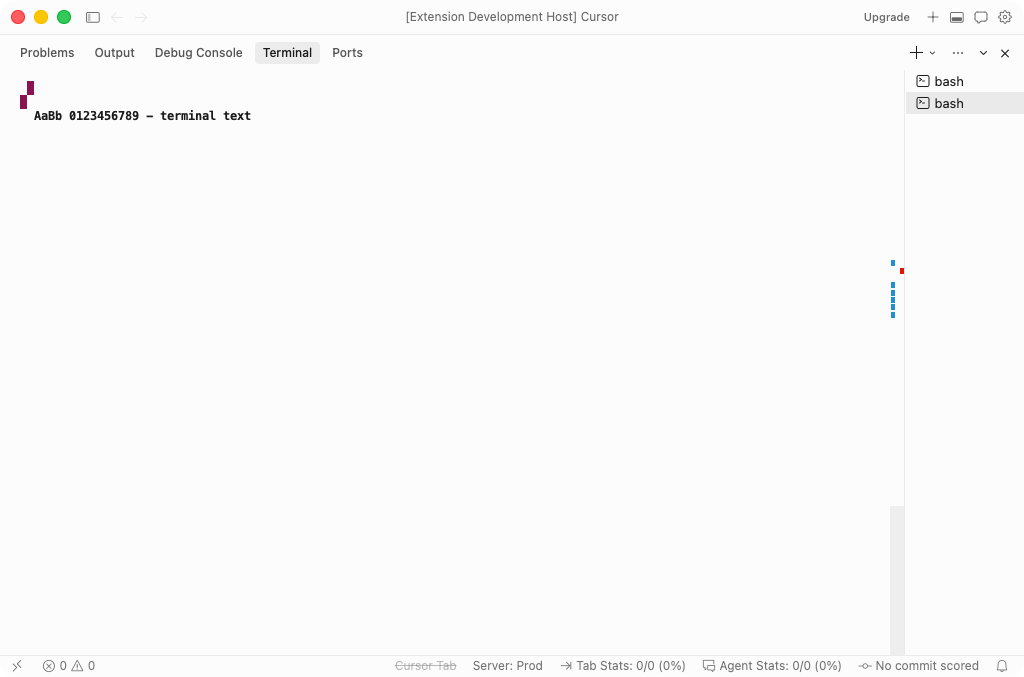 [Extension Development Host] Cursor
Upgrade
Problems Output Debug Console Terminal Ports
bash
bash
AaBb 0123456789 — terminal text
0 0 Cursor Tab Server: Prod Tab Stats: 0/0 (0%) Agent Stats: 0/0 (0%) No commit scored